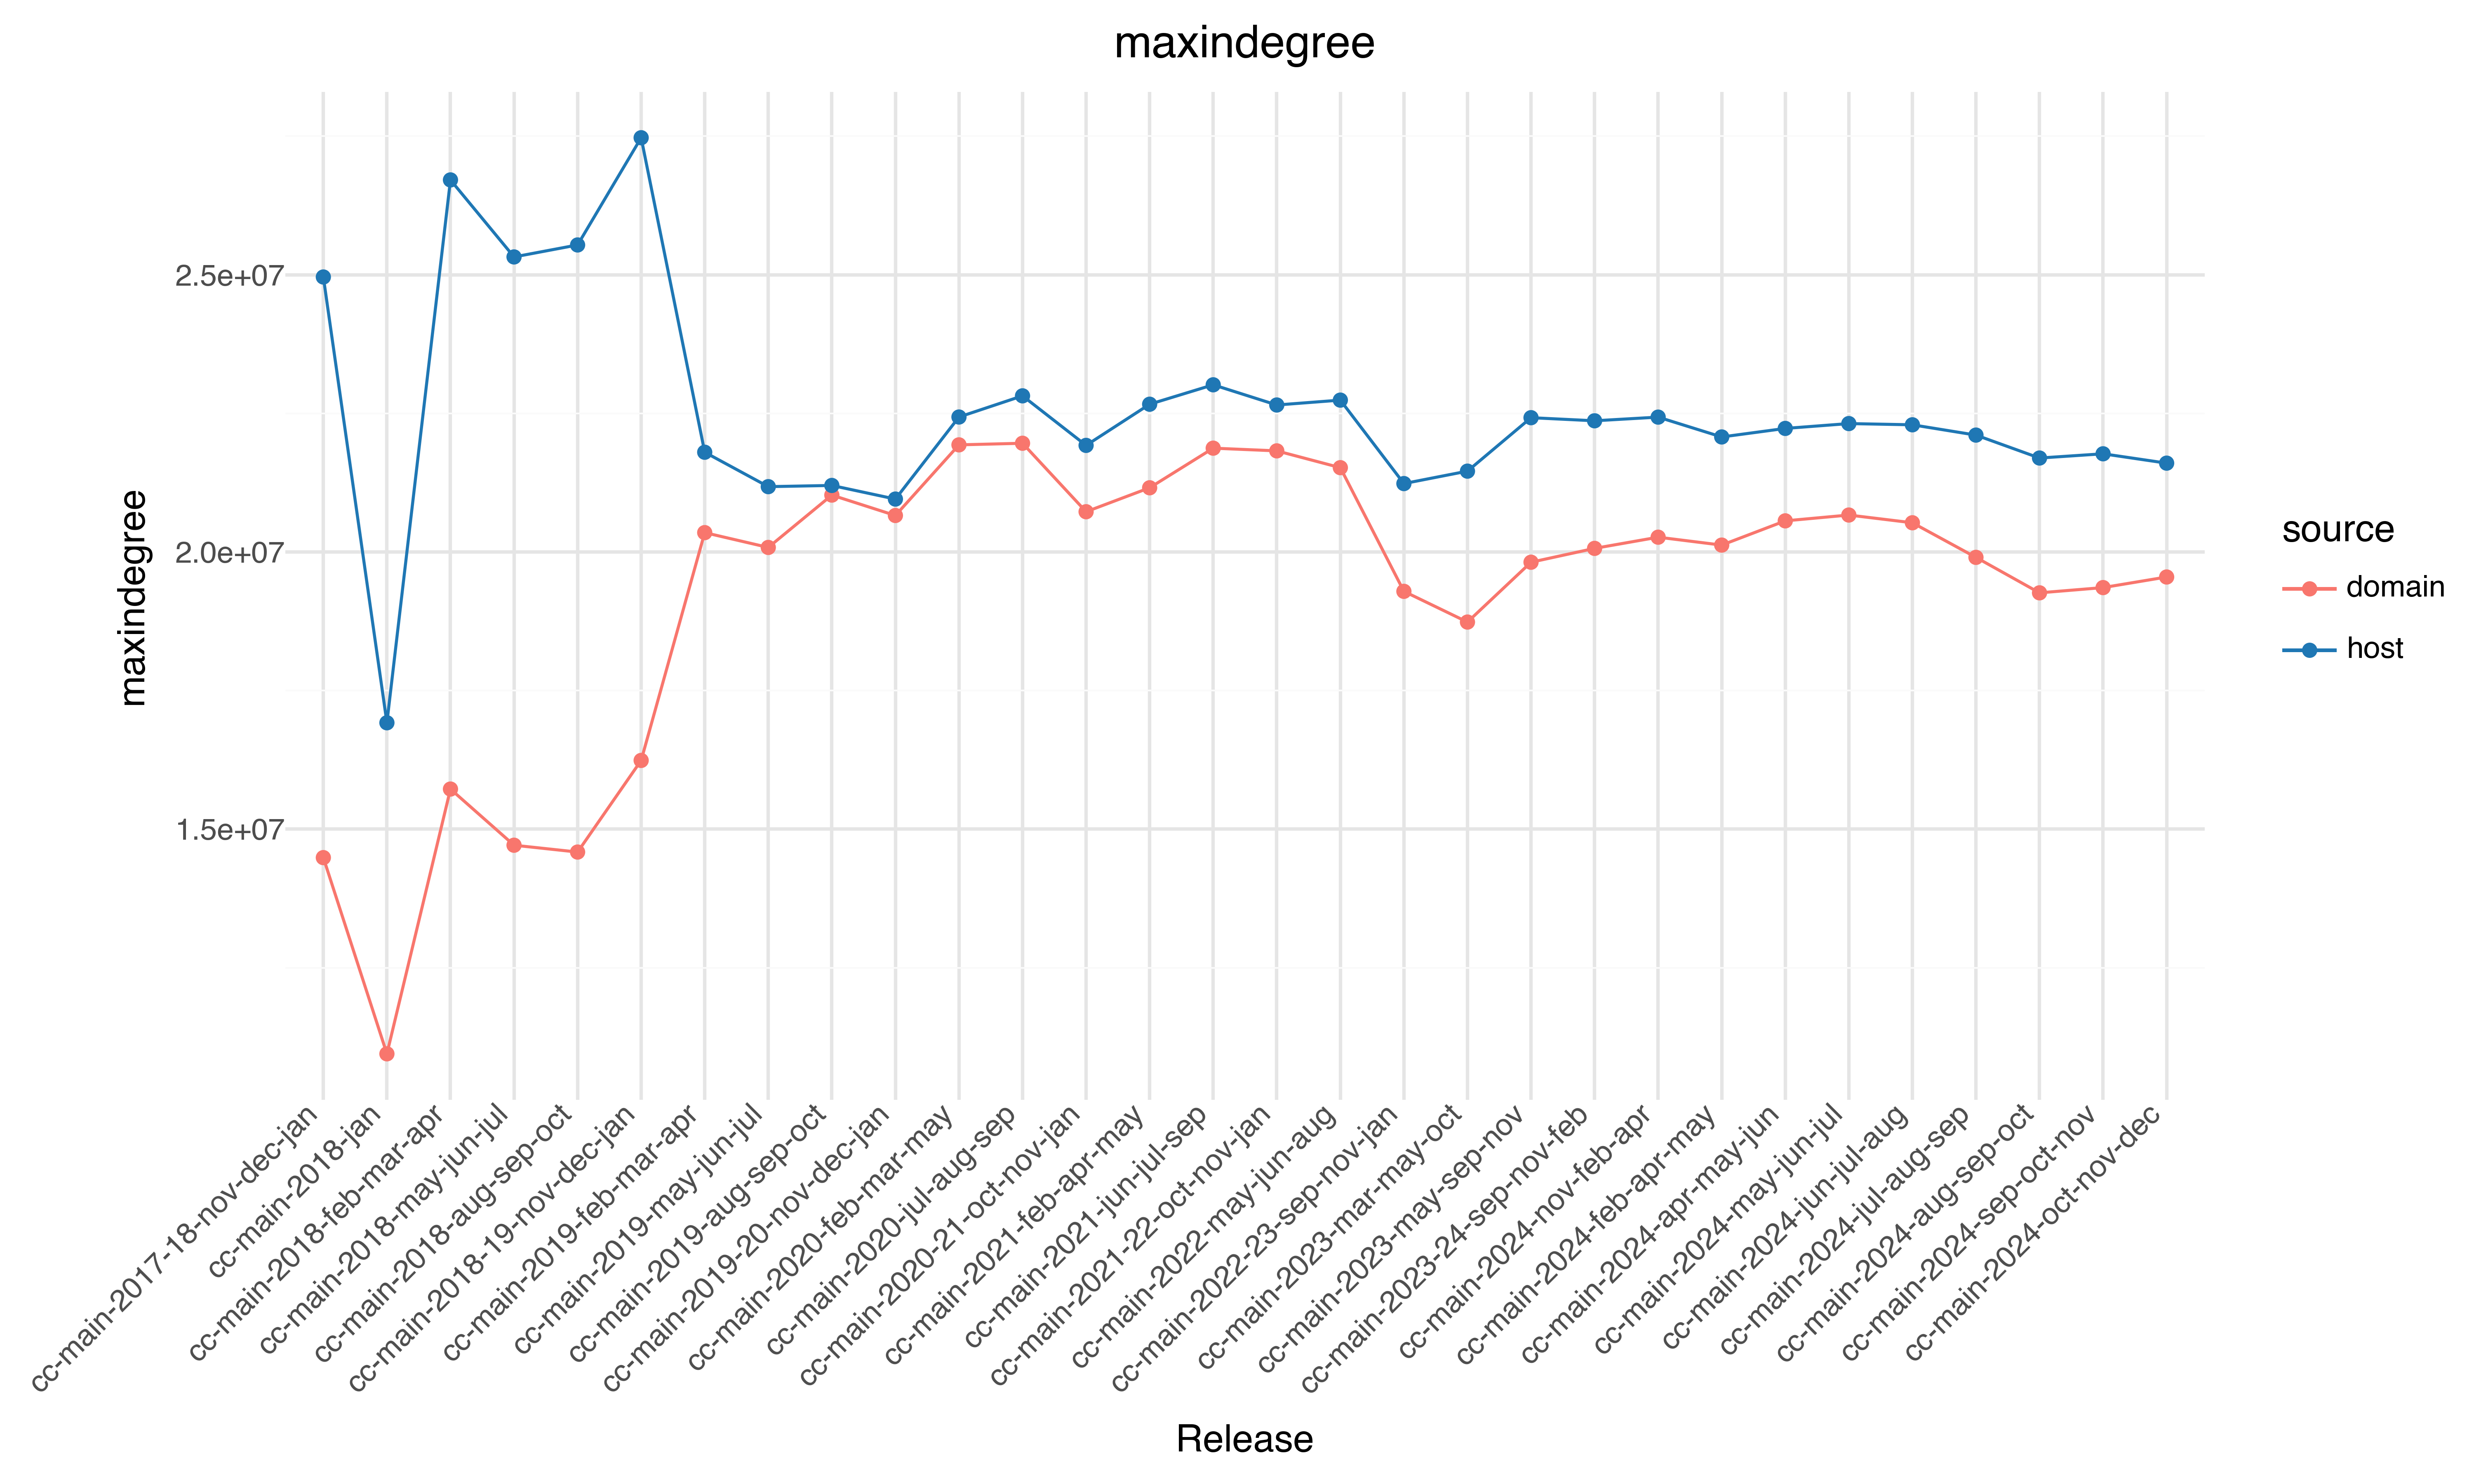 maxindegree
maxindegree
2.5e+07
2.0e+07
1.5e+07
cc-main-2017-18-nov-dec-jan
cc-main-2018-jan
cc-main-2018-feb-mar-apr
cc-main-2018-may-jun-jul
cc-main-2018-aug-sep-oct
cc-main-2018-19-nov-dec-jan
cc-main-2019-feb-mar-apr
cc-main-2019-may-jun-jul
cc-main-2019-aug-sep-oct
cc-main-2019-20-nov-dec-jan
cc-main-2020-feb-mar-may
cc-main-2020-jul-aug-sep
cc-main-2020-21-oct-nov-jan
cc-main-2021-feb-apr-may
cc-main-2021-jun-jul-sep
cc-main-2021-22-oct-nov-jan
cc-main-2022-may-jun-aug
cc-main-2022-23-sep-nov-jan
cc-main-2023-mar-may-oct
cc-main-2023-may-sep-nov
cc-main-2023-24-sep-nov-feb
cc-main-2024-nov-feb-apr
cc-main-2024-feb-apr-may
cc-main-2024-apr-may-jun
cc-main-2024-may-jun-jul
cc-main-2024-jun-jul-aug
cc-main-2024-jul-aug-sep
cc-main-2024-aug-sep-oct
cc-main-2024-sep-oct-nov
cc-main-2024-oct-nov-dec
Release
source
domain
host